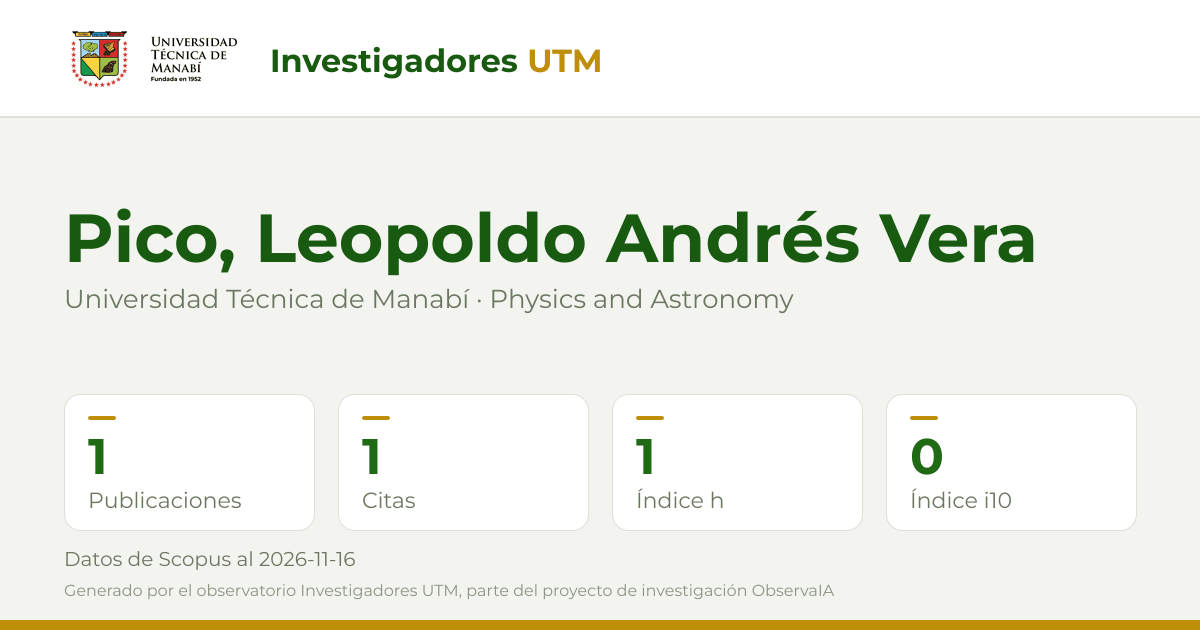 UNIVERSIDAD
TÉCNICA DE
MANABÍ
Fundada en 1952
Investigadores UTM
Pico, Leopoldo Andrés Vera
Universidad Técnica de Manabí · Physics and Astronomy
1
Publicaciones
1
Citas
1
Índice h
0
Índice i10
Datos de Scopus al 2026-11-16
Generado por el observatorio Investigadores UTM, parte del proyecto de investigación ObservaIA